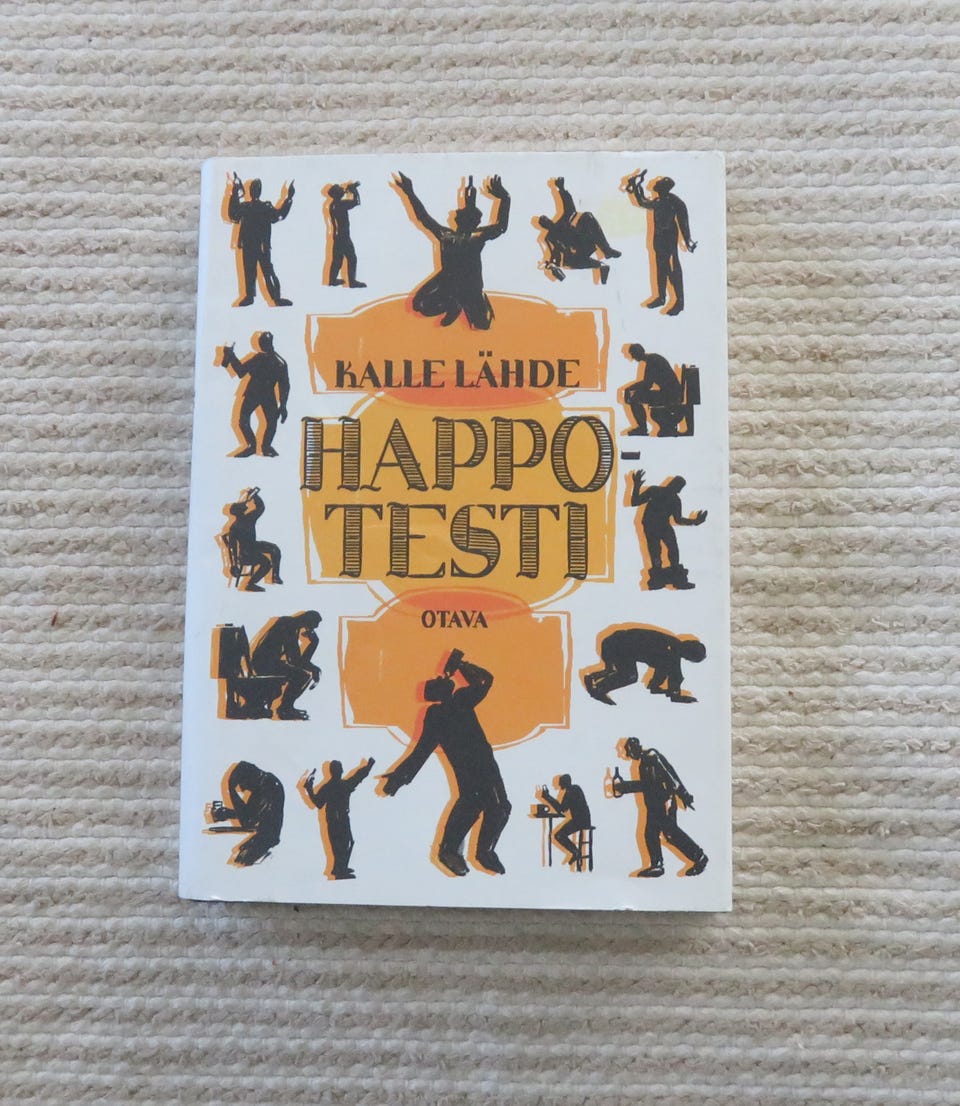 KALLE LÄHDE
HAPPO-
TESTI
OTAVA